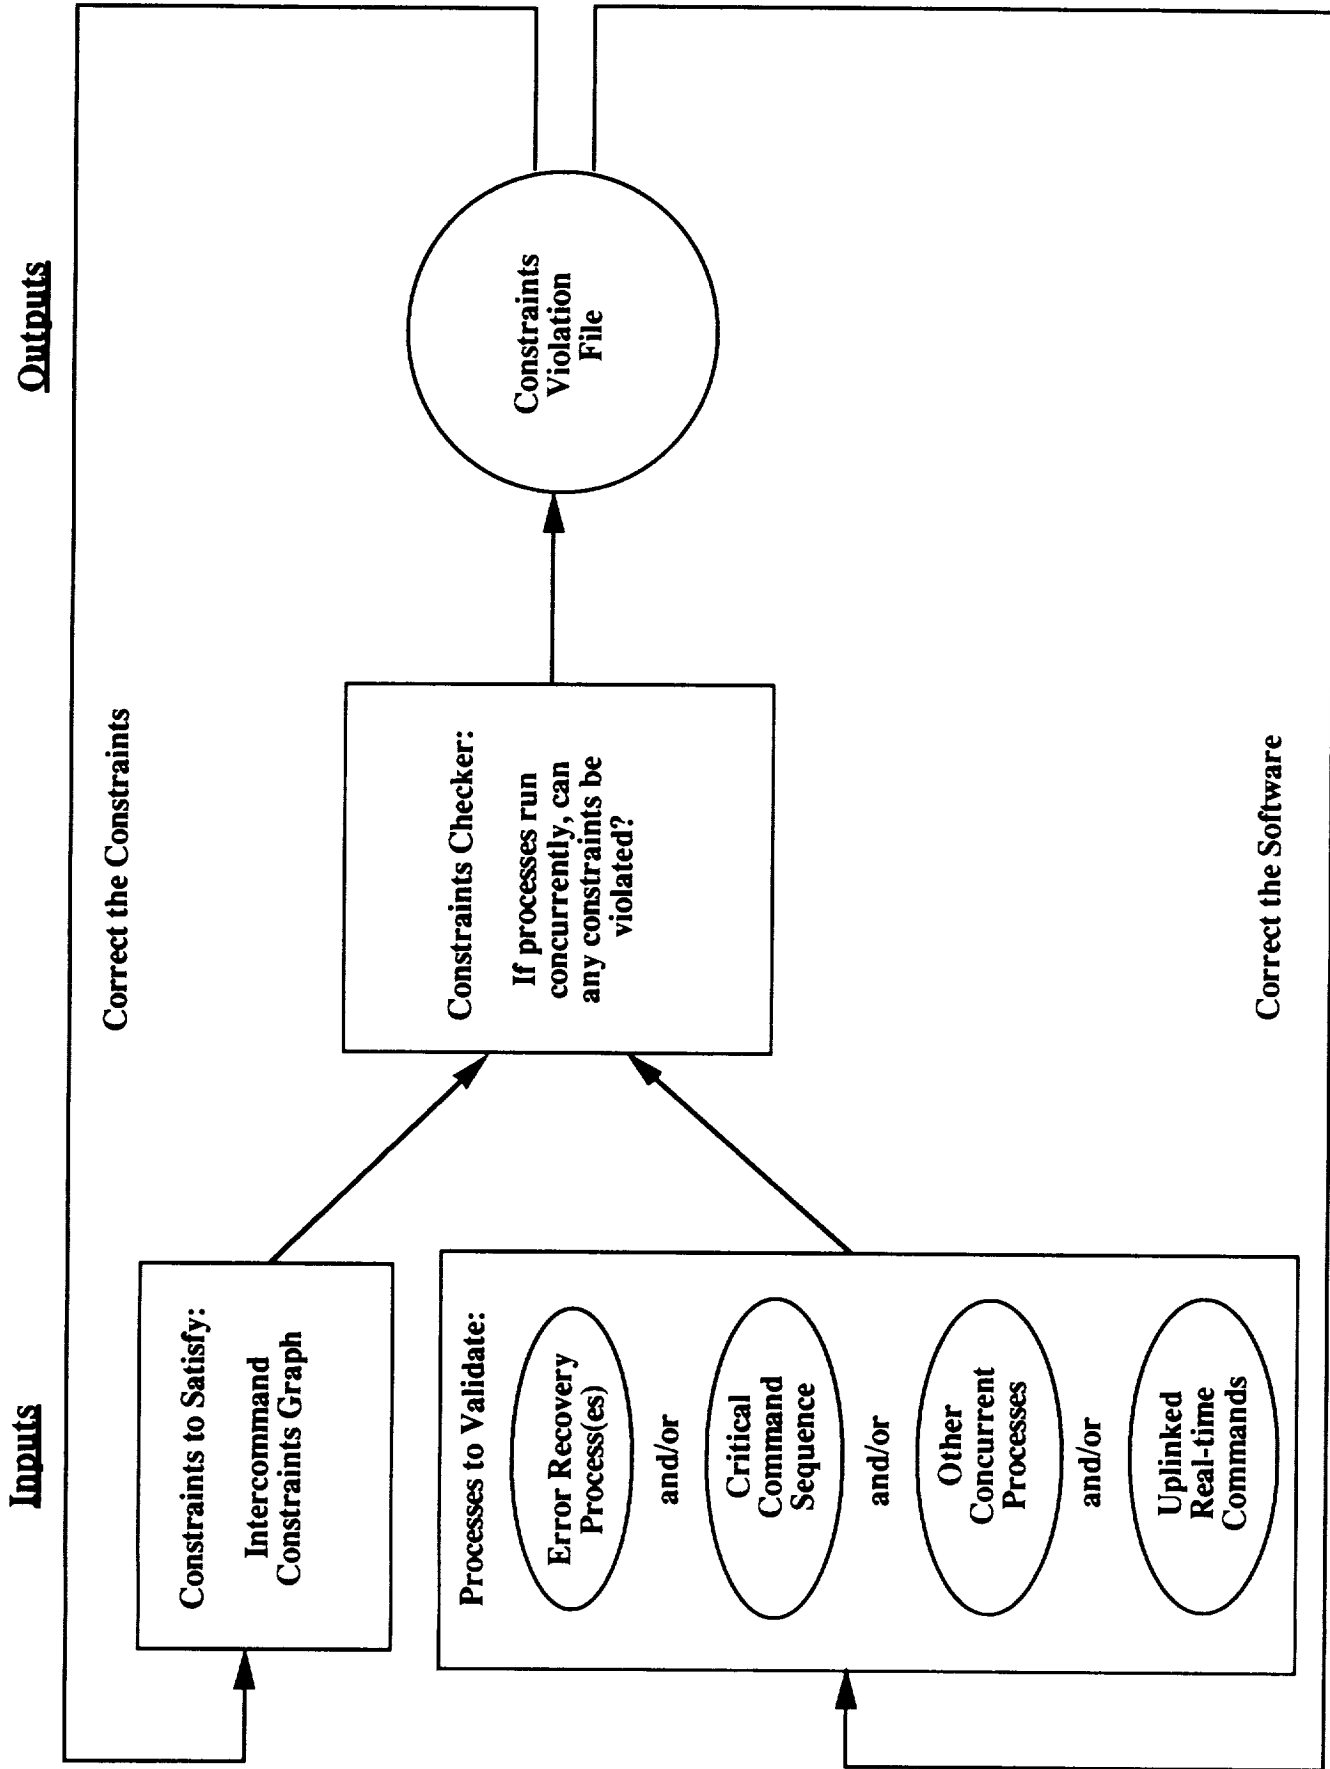 Inputs
Outputs
Correct the Constraints
Constraints to Satisfy:
Intercommand
Constraints Graph
Processes to Validate:
Error Recovery
Process(es)
and/or
Critical
Command
Sequence
and/or
Other
Concurrent
Processes
and/or
Uplinked
Real-time
Commands
Constraints Checker:
If processes run
concurrently, can
any constraints be
violated?
Constraints
Violation
File
Correct the Software